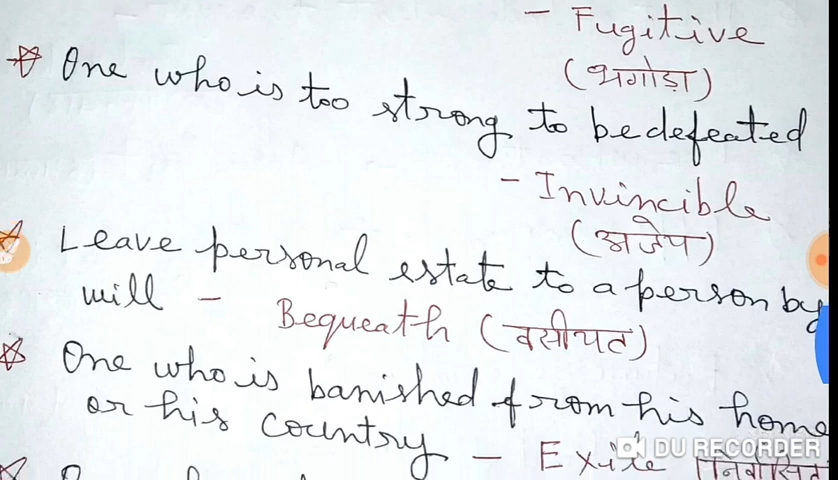 - Fugitive
(भगोड़ा)
One who is too strong to be defeated
- Invincible
(अजेय)
Leave personal estate to a person by
will - Bequeath (वसीयत)
One who is banished from his home
or his country - Exile निर्वासित
DU RECORDER